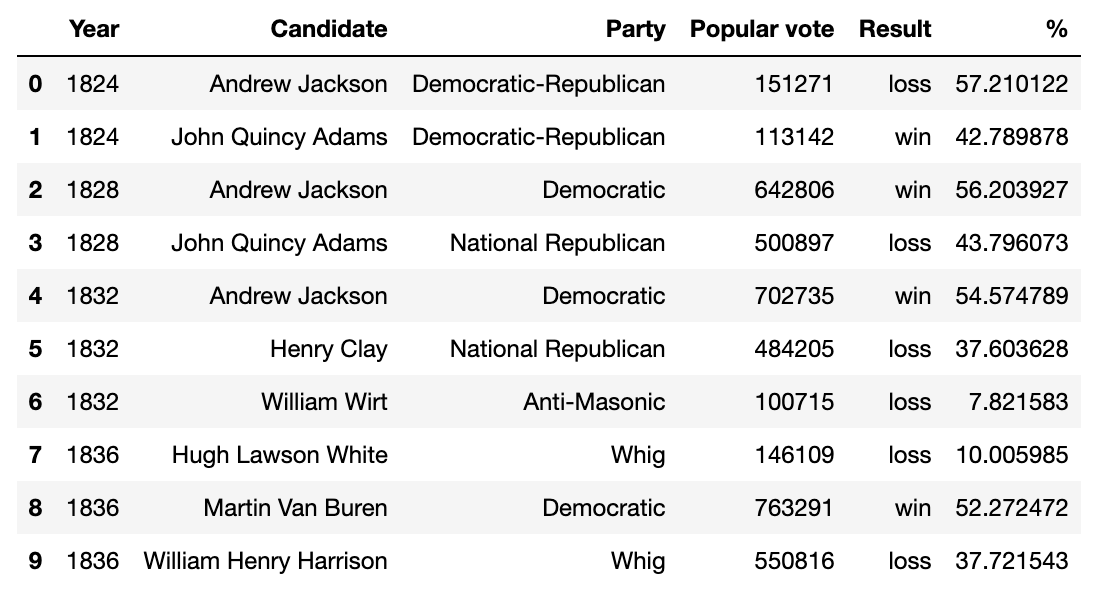 Year Candidate Party Popular vote Result %
0 1824 Andrew Jackson Democratic-Republican 151271 loss 57.210122
1 1824 John Quincy Adams Democratic-Republican 113142 win 42.789878
2 1828 Andrew Jackson Democratic 642806 win 56.203927
3 1828 John Quincy Adams National Republican 500897 loss 43.796073
4 1832 Andrew Jackson Democratic 702735 win 54.574789
5 1832 Henry Clay National Republican 484205 loss 37.603628
6 1832 William Wirt Anti-Masonic 100715 loss 7.821583
7 1836 Hugh Lawson White Whig 146109 loss 10.005985
8 1836 Martin Van Buren Democratic 763291 win 52.272472
9 1836 William Henry Harrison Whig 550816 loss 37.721543